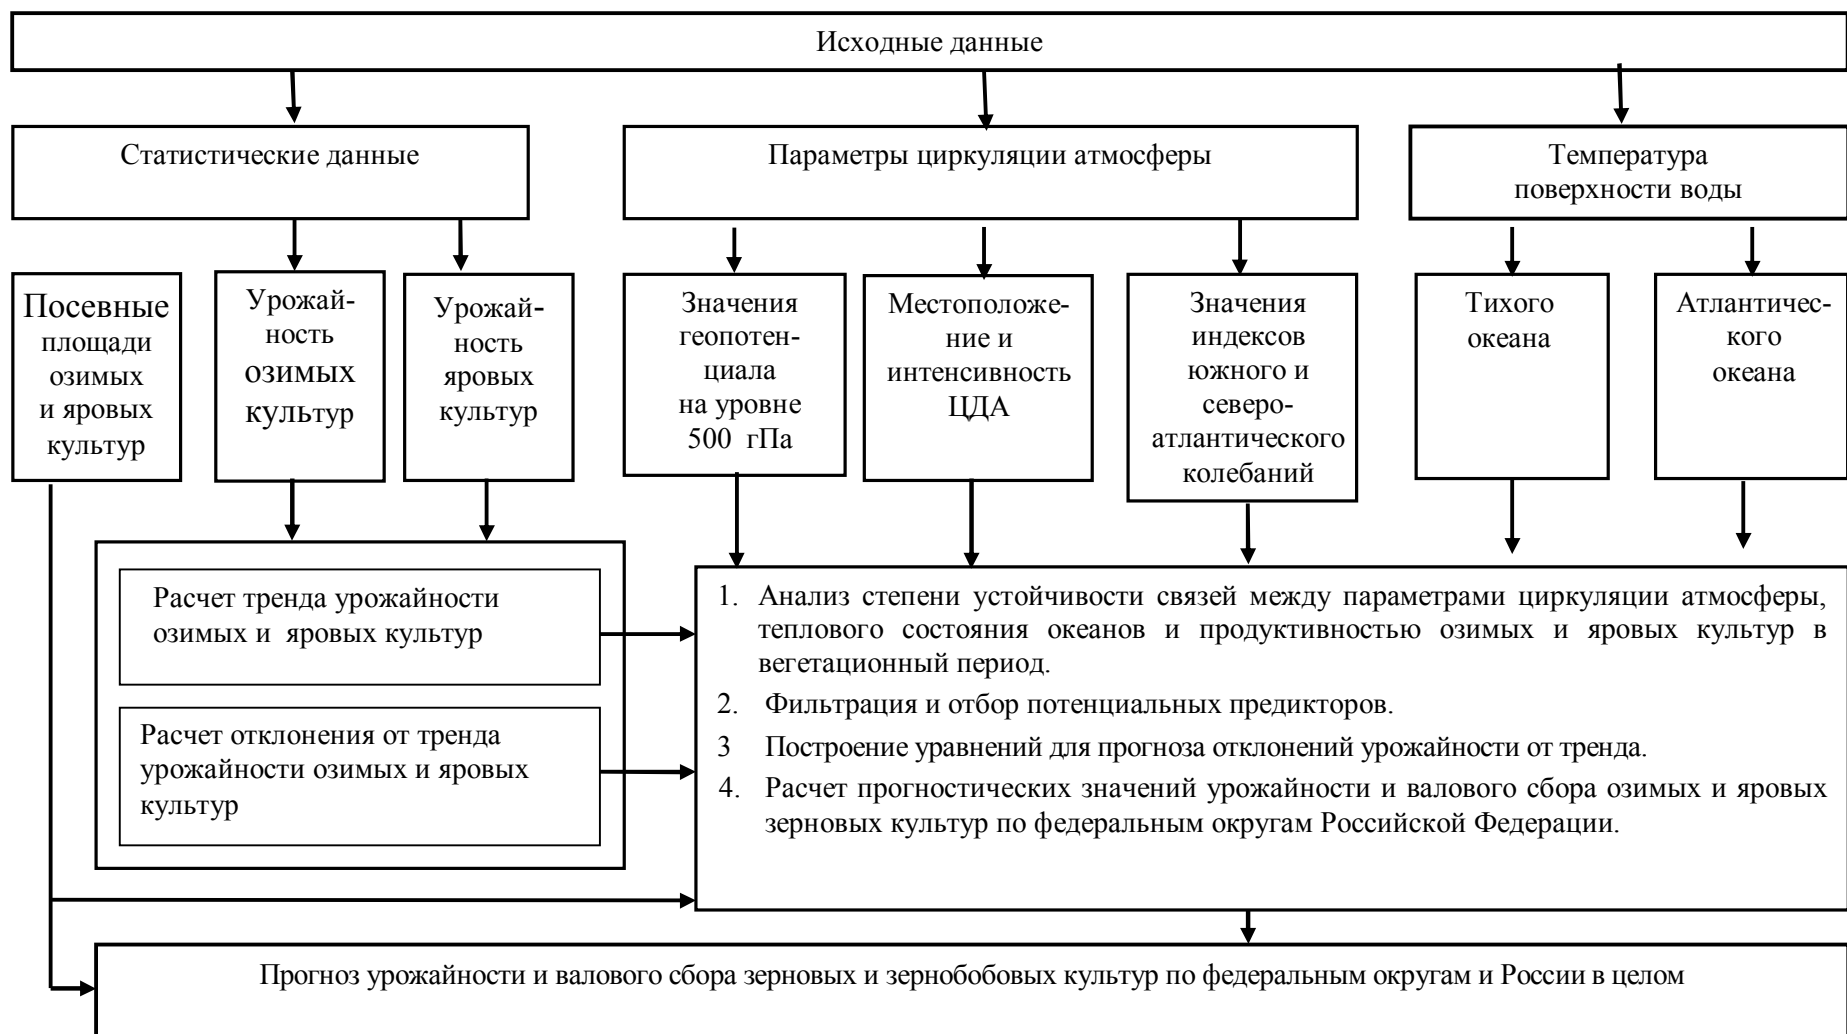 Исходные данные
Статистические данные
Параметры циркуляции атмосферы
Температура
поверхности воды
Посевные
площади
озимых
и яровых
культур
Урожай-
ность
озимых
культур
Урожай-
ность
яровых
культур
Значения
геопотен-
циала
на уровне
500 гПа
Местоположе-
ние и
интенсивность
ЦДА
Значения
индексов
южного и
северо-
атлантического
колебаний
Тихого
океана
Атлантичес-
кого
океана
Расчет тренда урожайности
озимых и яровых культур
Расчет отклонения от тренда
урожайности озимых и яровых
культур
1. Анализ степени устойчивости связей между параметрами циркуляции атмосферы,
теплового состояния океанов и продуктивностью озимых и яровых культур в
вегетационный период.
2. Фильтрация и отбор потенциальных предикторов.
3 Построение уравнений для прогноза отклонений урожайности от тренда.
4. Расчет прогностических значений урожайности и валового сбора озимых и яровых
зерновых культур по федеральным округам Российской Федерации.
Прогноз урожайности и валового сбора зерновых и зернобобовых культур по федеральным округам и России в целом